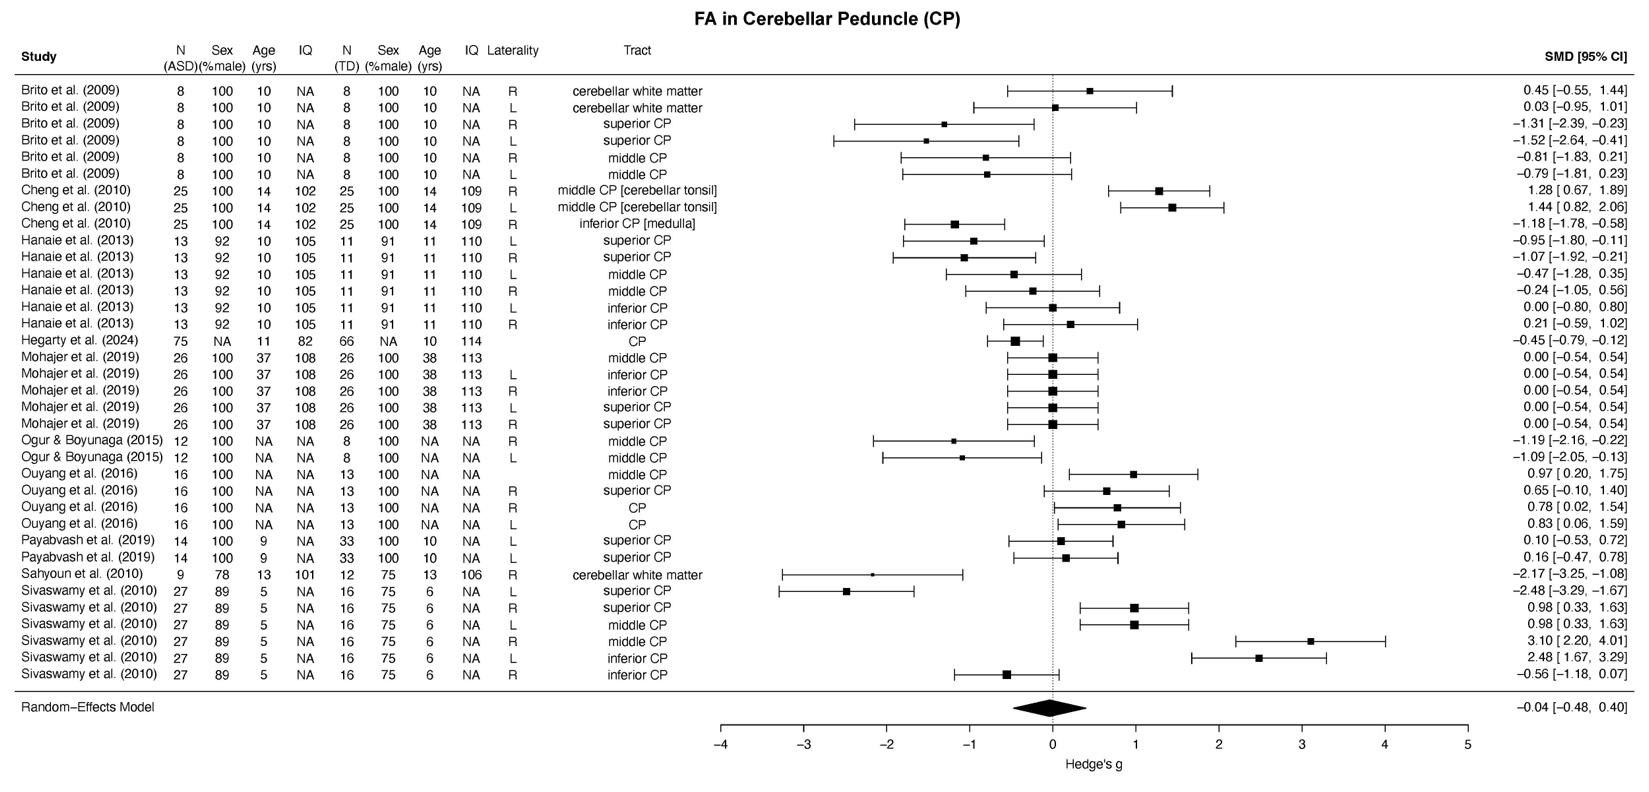 FA in Cerebellar Peduncle (CP)
Study N (ASD) Sex (%male) Age (yrs) IQ N (TD) Sex (%male) Age (yrs) IQ Laterality Tract SMD [95% CI]
Brito et al. (2009) 8 100 10 NA 8 100 10 NA R cerebellar white matter 0.45 [−0.55, 1.44]
Brito et al. (2009) 8 100 10 NA 8 100 10 NA L cerebellar white matter 0.03 [−0.95, 1.01]
Brito et al. (2009) 8 100 10 NA 8 100 10 NA R superior CP −1.31 [−2.39, −0.23]
Brito et al. (2009) 8 100 10 NA 8 100 10 NA L superior CP −1.52 [−2.64, −0.41]
Brito et al. (2009) 8 100 10 NA 8 100 10 NA R middle CP −0.81 [−1.83, 0.21]
Brito et al. (2009) 8 100 10 NA 8 100 10 NA L middle CP −0.79 [−1.81, 0.23]
Cheng et al. (2010) 25 100 14 102 25 100 14 109 R middle CP [cerebellar tonsil] 1.28 [ 0.67, 1.89]
Cheng et al. (2010) 25 100 14 102 25 100 14 109 L middle CP [cerebellar tonsil] 1.44 [ 0.82, 2.06]
Cheng et al. (2010) 25 100 14 102 25 100 14 109 R inferior CP [medulla] −1.18 [−1.78, −0.58]
Hanaie et al. (2013) 13 92 10 105 11 91 11 110 L superior CP −0.95 [−1.80, −0.11]
Hanaie et al. (2013) 13 92 10 105 11 91 11 110 R superior CP −1.07 [−1.92, −0.21]
Hanaie et al. (2013) 13 92 10 105 11 91 11 110 L middle CP −0.47 [−1.28, 0.35]
Hanaie et al. (2013) 13 92 10 105 11 91 11 110 R middle CP −0.24 [−1.05, 0.56]
Hanaie et al. (2013) 13 92 10 105 11 91 11 110 L inferior CP 0.00 [−0.80, 0.80]
Hanaie et al. (2013) 13 92 10 105 11 91 11 110 R inferior CP 0.21 [−0.59, 1.02]
Hegarty et al. (2024) 75 NA 11 82 66 NA 10 114 CP −0.45 [−0.79, −0.12]
Mohajer et al. (2019) 26 100 37 108 26 100 38 113 middle CP 0.00 [−0.54, 0.54]
Mohajer et al. (2019) 26 100 37 108 26 100 38 113 L inferior CP 0.00 [−0.54, 0.54]
Mohajer et al. (2019) 26 100 37 108 26 100 38 113 R inferior CP 0.00 [−0.54, 0.54]
Mohajer et al. (2019) 26 100 37 108 26 100 38 113 L superior CP 0.00 [−0.54, 0.54]
Mohajer et al. (2019) 26 100 37 108 26 100 38 113 R superior CP 0.00 [−0.54, 0.54]
Ogur & Boyunaga (2015) 12 100 NA NA 8 100 NA NA R middle CP −1.19 [−2.16, −0.22]
Ogur & Boyunaga (2015) 12 100 NA NA 8 100 NA NA L middle CP −1.09 [−2.05, −0.13]
Ouyang et al. (2016) 16 100 NA NA 13 100 NA NA middle CP 0.97 [ 0.20, 1.75]
Ouyang et al. (2016) 16 100 NA NA 13 100 NA NA R superior CP 0.65 [−0.10, 1.40]
Ouyang et al. (2016) 16 100 NA NA 13 100 NA NA R CP 0.78 [ 0.02, 1.54]
Ouyang et al. (2016) 16 100 NA NA 13 100 NA NA L CP 0.83 [ 0.06, 1.59]
Payabvash et al. (2019) 14 100 9 NA 33 100 10 NA L superior CP 0.10 [−0.53, 0.72]
Payabvash et al. (2019) 14 100 9 NA 33 100 10 NA L superior CP 0.16 [−0.47, 0.78]
Sahyoun et al. (2010) 9 78 13 101 12 75 13 106 R cerebellar white matter −2.17 [−3.25, −1.08]
Sivaswamy et al. (2010) 27 89 5 NA 16 75 6 NA L superior CP −2.48 [−3.29, −1.67]
Sivaswamy et al. (2010) 27 89 5 NA 16 75 6 NA R superior CP 0.98 [ 0.33, 1.63]
Sivaswamy et al. (2010) 27 89 5 NA 16 75 6 NA L middle CP 0.98 [ 0.33, 1.63]
Sivaswamy et al. (2010) 27 89 5 NA 16 75 6 NA R middle CP 3.10 [ 2.20, 4.01]
Sivaswamy et al. (2010) 27 89 5 NA 16 75 6 NA L inferior CP 2.48 [ 1.67, 3.29]
Sivaswamy et al. (2010) 27 89 5 NA 16 75 6 NA R inferior CP −0.56 [−1.18, 0.07]
Random−Effects Model −0.04 [−0.48, 0.40]
−4 −3 −2 −1 0 1 2 3 4 5
Hedge's g